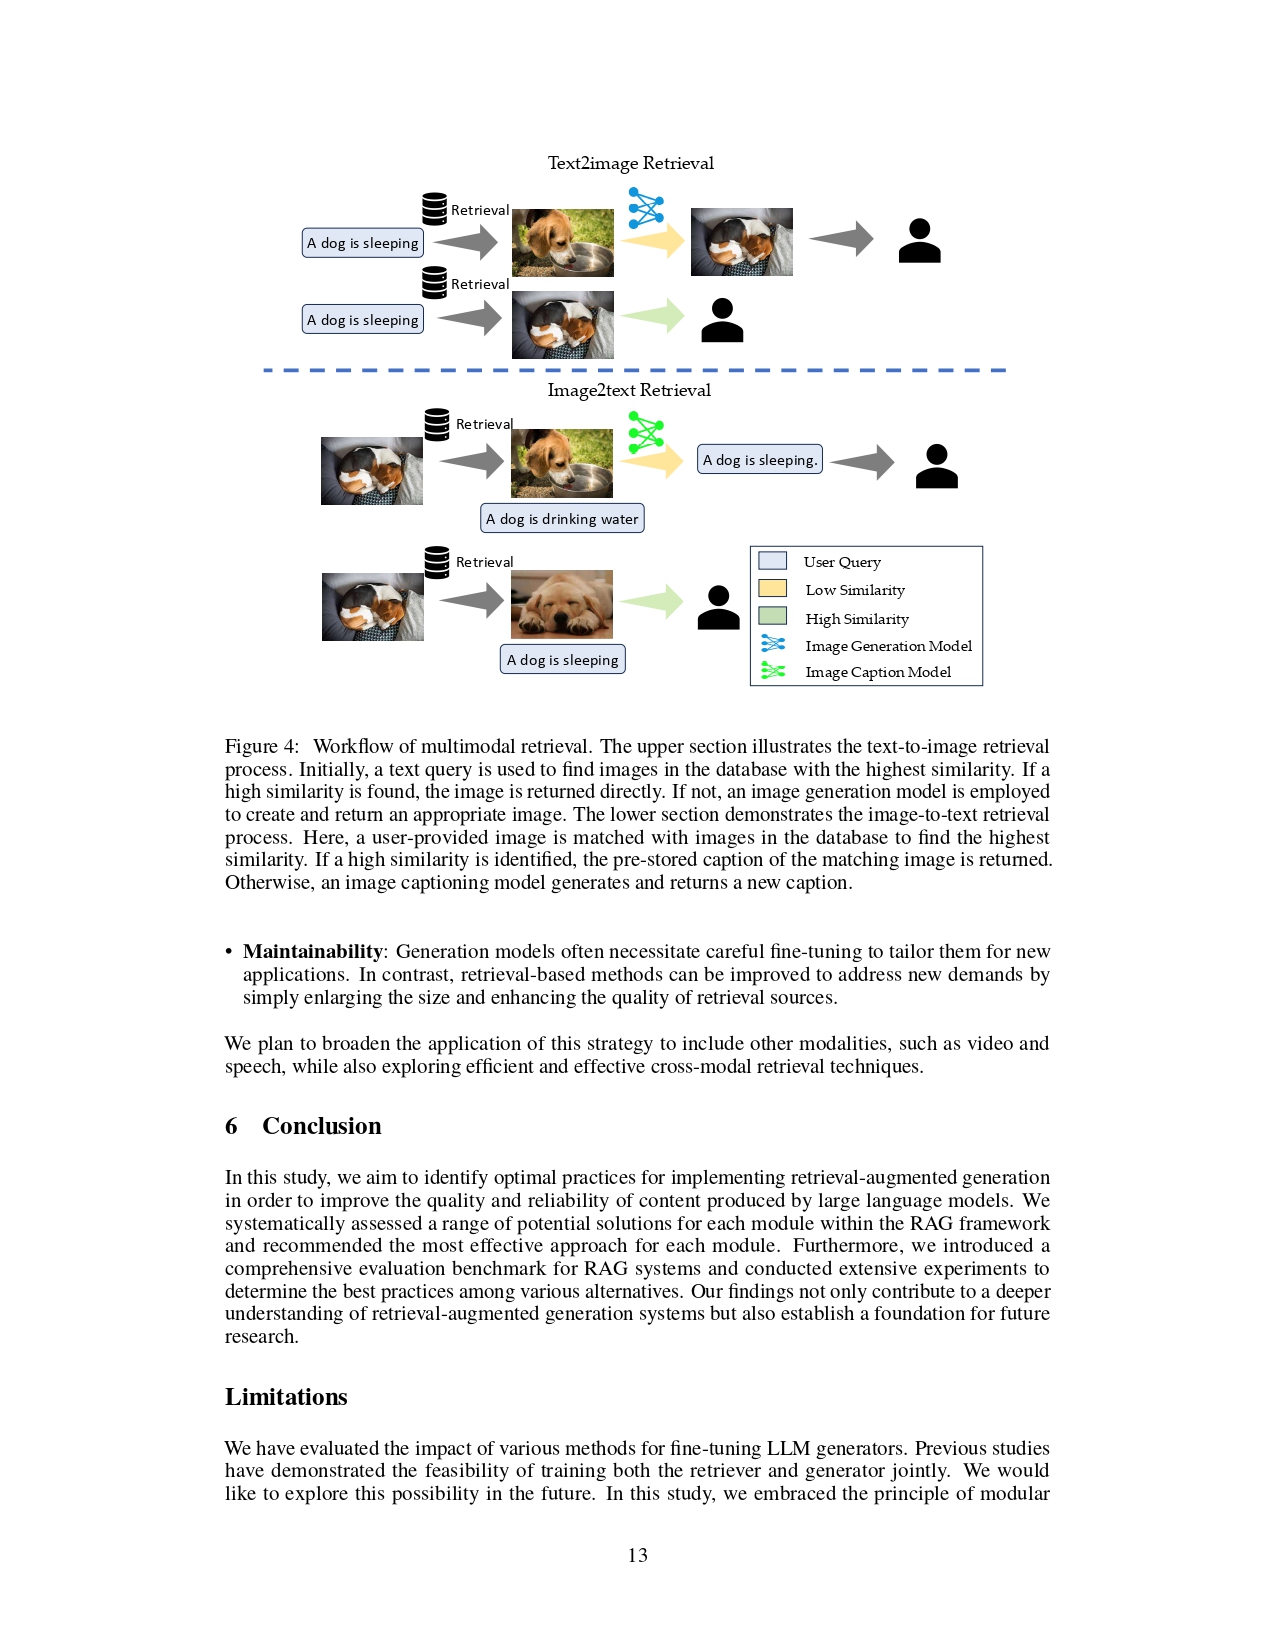 Text2image Retrieval
Retrieval
A dog is sleeping
Retrieval
A dog is sleeping
Image2text Retrieval
Retrieval
A dog is sleeping.
A dog is drinking water
Retrieval
A dog is sleeping
User Query
Low Similarity
High Similarity
Image Generation Model
Image Caption Model
Figure 4: Workflow of multimodal retrieval. The upper section illustrates the text-to-image retrieval
process. Initially, a text query is used to find images in the database with the highest similarity. If a
high similarity is found, the image is returned directly. If not, an image generation model is employed
to create and return an appropriate image. The lower section demonstrates the image-to-text retrieval
process. Here, a user-provided image is matched with images in the database to find the highest
similarity. If a high similarity is identified, the pre-stored caption of the matching image is returned.
Otherwise, an image captioning model generates and returns a new caption.
• Maintainability: Generation models often necessitate careful fine-tuning to tailor them for new
applications. In contrast, retrieval-based methods can be improved to address new demands by
simply enlarging the size and enhancing the quality of retrieval sources.
We plan to broaden the application of this strategy to include other modalities, such as video and
speech, while also exploring efficient and effective cross-modal retrieval techniques.
6 Conclusion
In this study, we aim to identify optimal practices for implementing retrieval-augmented generation
in order to improve the quality and reliability of content produced by large language models. We
systematically assessed a range of potential solutions for each module within the RAG framework
and recommended the most effective approach for each module. Furthermore, we introduced a
comprehensive evaluation benchmark for RAG systems and conducted extensive experiments to
determine the best practices among various alternatives. Our findings not only contribute to a deeper
understanding of retrieval-augmented generation systems but also establish a foundation for future
research.
Limitations
We have evaluated the impact of various methods for fine-tuning LLM generators. Previous studies
have demonstrated the feasibility of training both the retriever and generator jointly. We would
like to explore this possibility in the future. In this study, we embraced the principle of modular
13